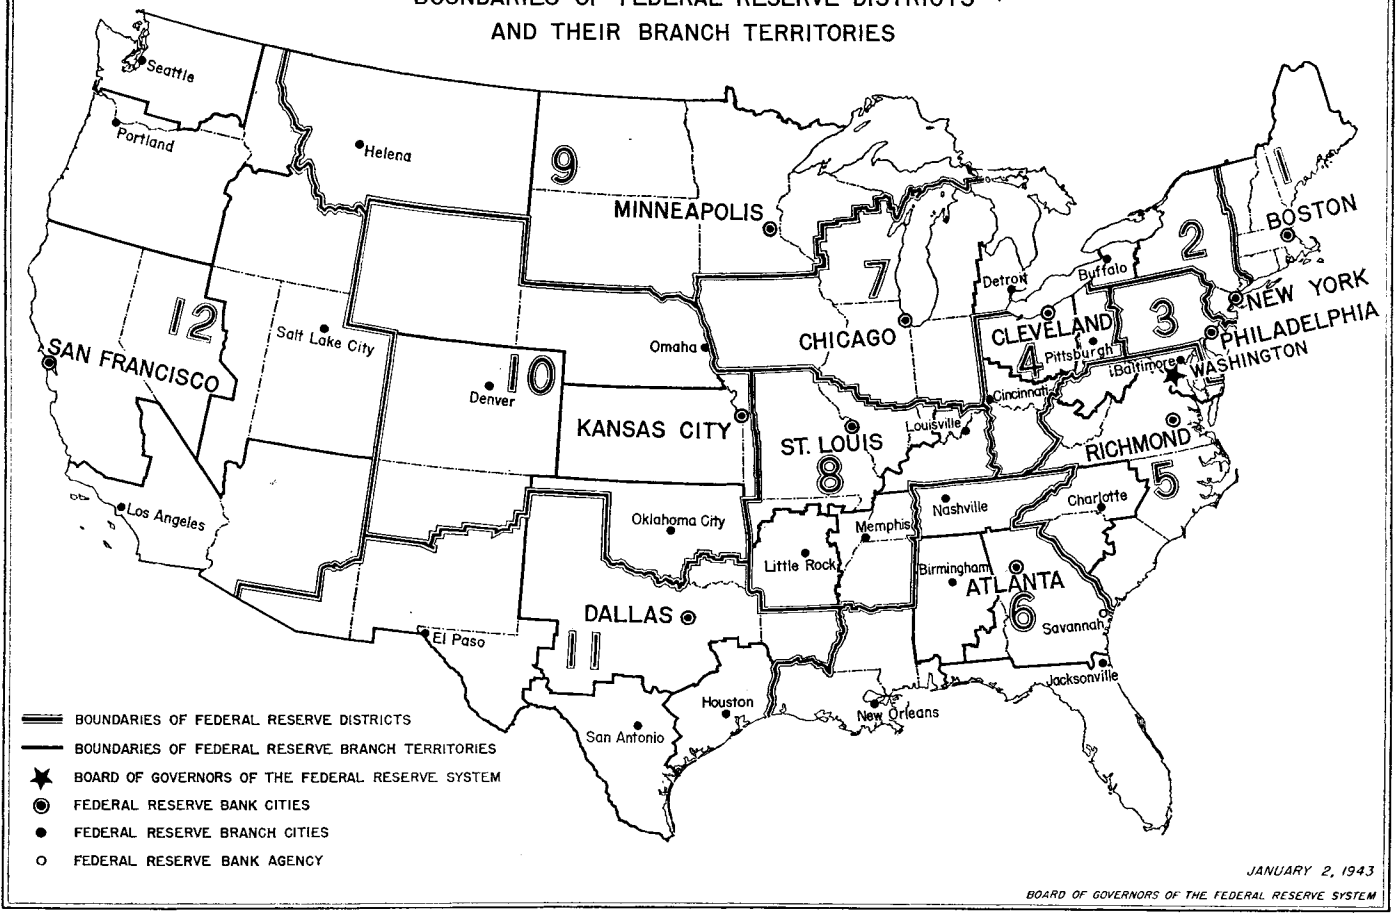 BOUNDARIES OF FEDERAL RESERVE DISTRICTS
AND THEIR BRANCH TERRITORIES
Seattle
Portland
Helena
9
MINNEAPOLIS
1
BOSTON
2
Buffalo
NEW YORK
7
Detroit
3
PHILADELPHIA
12
SAN FRANCISCO
Salt Lake City
CHICAGO
CLEVELAND
4
Pittsburgh
Baltimore
WASHINGTON
Omaha
10
Denver
Cincinnati
KANSAS CITY
ST. LOUIS
8
Louisville
RICHMOND
5
Los Angeles
Oklahoma City
Memphis
Nashville
Charlotte
Little Rock
Birmingham
ATLANTA
6
Savannah
DALLAS
11
El Paso
Jacksonville
Houston
New Orleans
San Antonio
BOUNDARIES OF FEDERAL RESERVE DISTRICTS
BOUNDARIES OF FEDERAL RESERVE BRANCH TERRITORIES
BOARD OF GOVERNORS OF THE FEDERAL RESERVE SYSTEM
FEDERAL RESERVE BANK CITIES
FEDERAL RESERVE BRANCH CITIES
FEDERAL RESERVE BANK AGENCY
JANUARY 2, 1943
BOARD OF GOVERNORS OF THE FEDERAL RESERVE SYSTEM